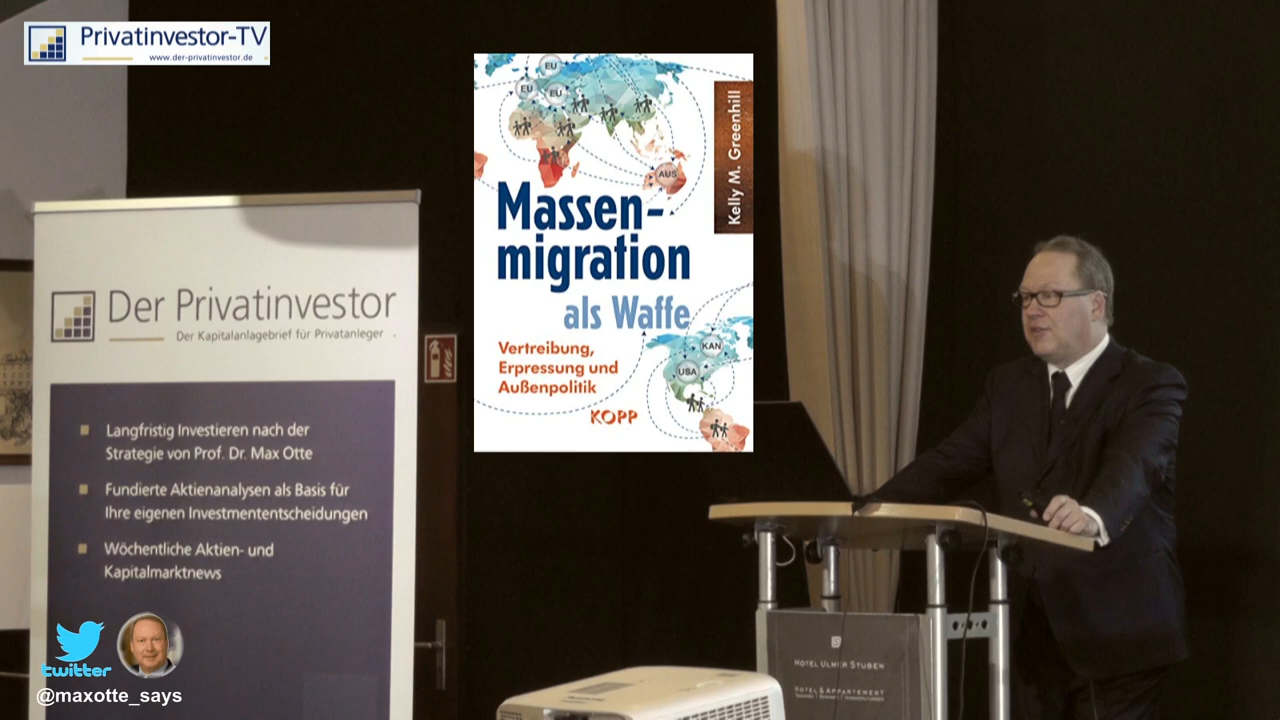 Privatinvestor-TV
www.der-privatinvestor.de
EU
EU
EU
AUS
Kelly M. Greenhill
Massen-
migration
als Waffe
Vertreibung,
Erpressung und
Außenpolitik
KOPP
KAN
USA
Der Privatinvestor
Der Kapitalanlagebrief für Privatanleger
Langfristig Investieren nach der
Strategie von Prof. Dr. Max Otte
Fundierte Aktienanalysen als Basis für
Ihre eigenen Investmententscheidungen
Wöchentliche Aktien- und
Kapitalmarktnews
twitter
@maxotte_says
HOTEL ULMER STUBEN
HOTEL & APPARTEMENT